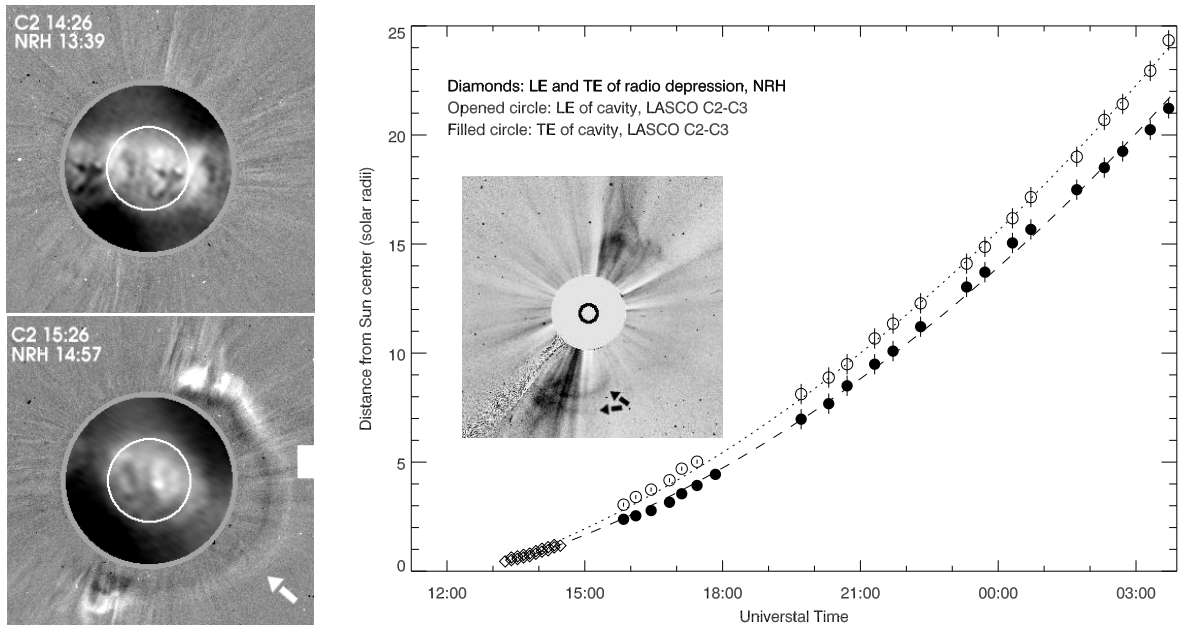 C2 14:26
NRH 13:39
C2 15:26
NRH 14:57
25
20
15
10
5
0
Distance from Sun center (solar radii)
Diamonds: LE and TE of radio depression, NRH
Opened circle: LE of cavity, LASCO C2-C3
Filled circle: TE of cavity, LASCO C2-C3
12:00 15:00 18:00 21:00 00:00 03:00
Universtal Time